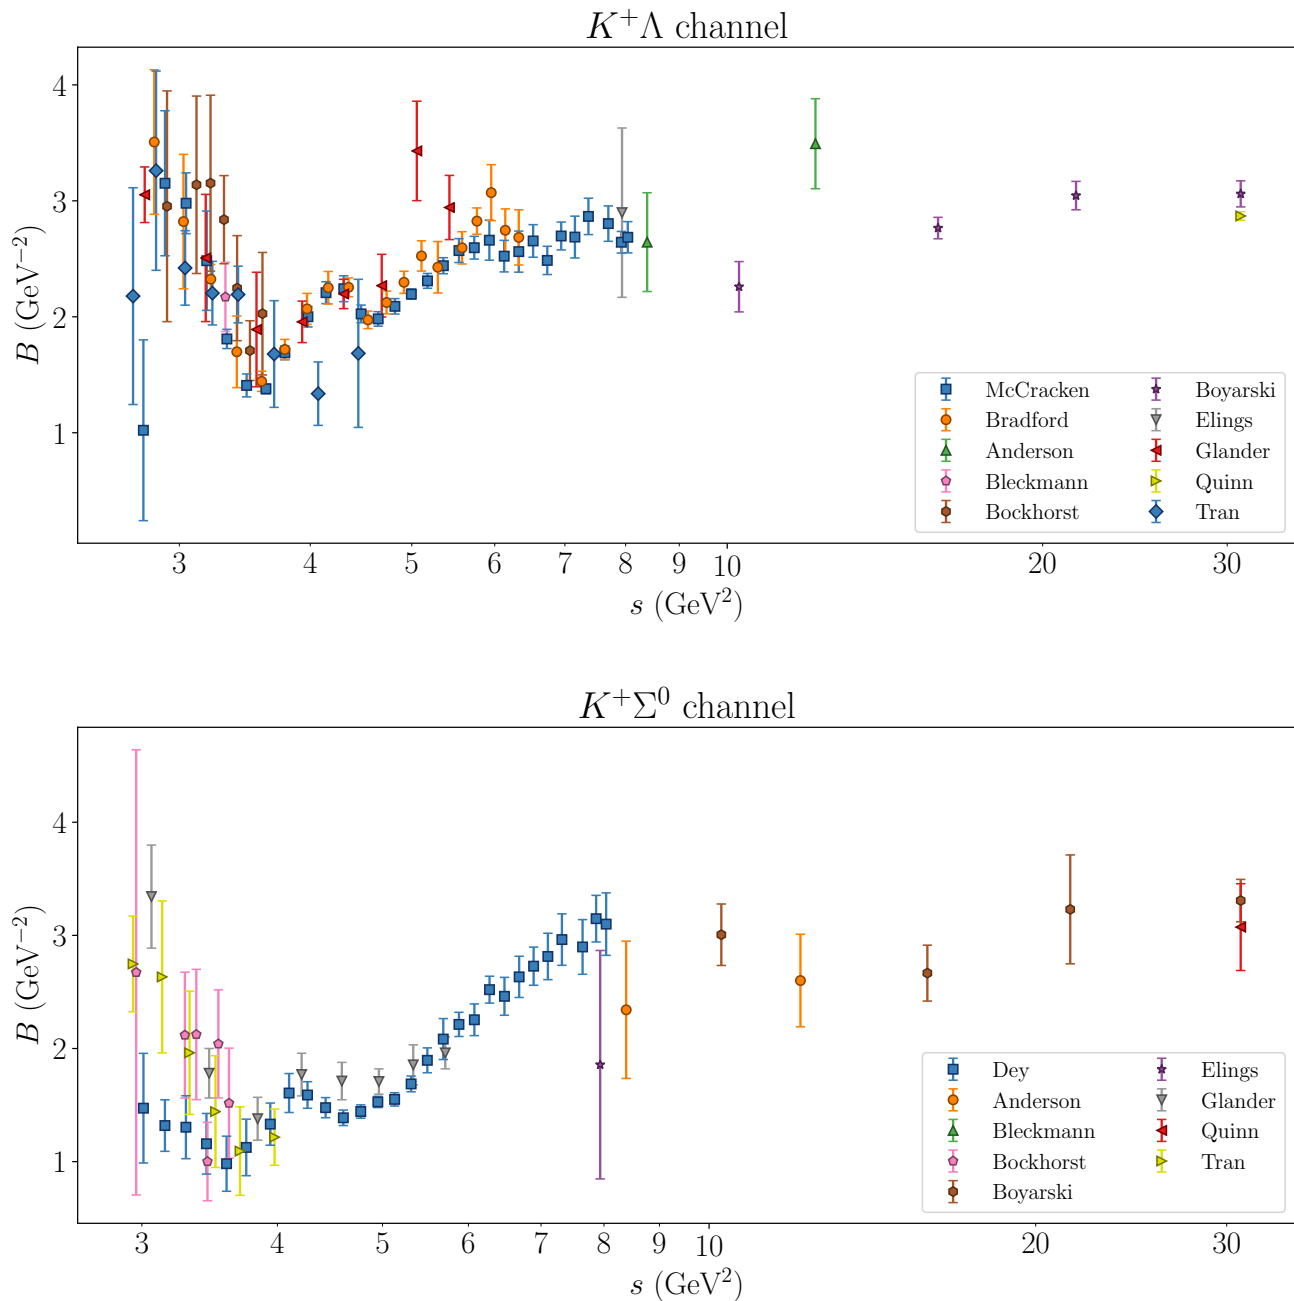 K⁺Λ channel
4
3
2
1
B (GeV⁻²)
McCracken
Bradford
Anderson
Bleckmann
Bockhorst
Boyarski
Elings
Glander
Quinn
Tran
3 4 5 6 7 8 9 10 20 30
s (GeV²)
K⁺Σ⁰ channel
4
3
2
1
B (GeV⁻²)
Dey
Anderson
Bleckmann
Bockhorst
Boyarski
Elings
Glander
Quinn
Tran
3 4 5 6 7 8 9 10 20 30
s (GeV²)